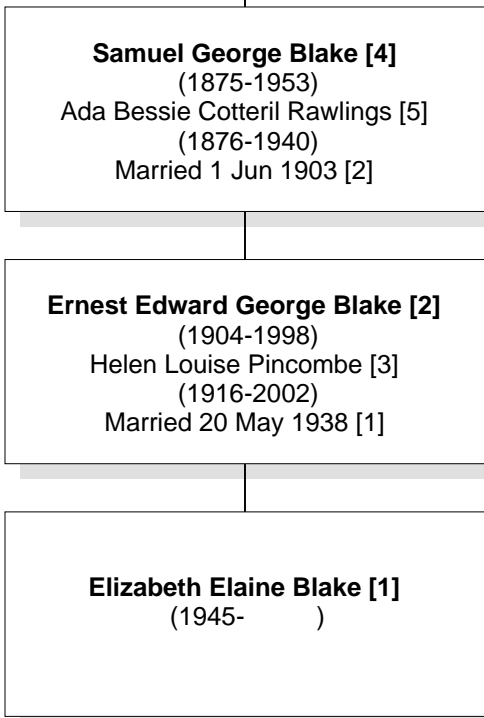 Samuel George Blake [4]
(1875-1953)
Ada Bessie Cotteril Rawlings [5]
(1876-1940)
Married 1 Jun 1903 [2]
Ernest Edward George Blake [2]
(1904-1998)
Helen Louise Pincombe [3]
(1916-2002)
Married 20 May 1938 [1]
Elizabeth Elaine Blake [1]
(1945- )